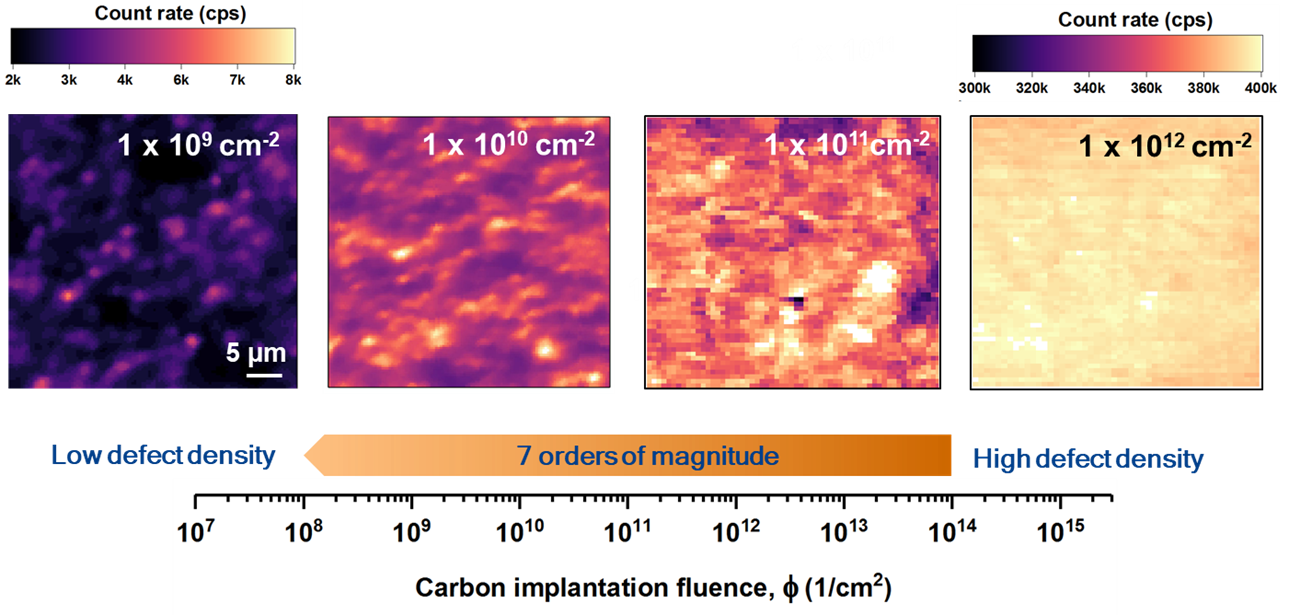 Count rate (cps)
2k 3k 4k 6k 7k 8k
Count rate (cps)
300k 320k 340k 360k 380k 400k
1 x 10⁹ cm⁻²
5 µm
1 x 10¹⁰ cm⁻²
1 x 10¹¹cm⁻²
1 x 10¹² cm⁻²
Low defect density
7 orders of magnitude
High defect density
10⁷ 10⁸ 10⁹ 10¹⁰ 10¹¹ 10¹² 10¹³ 10¹⁴ 10¹⁵
Carbon implantation fluence, ϕ (1/cm²)